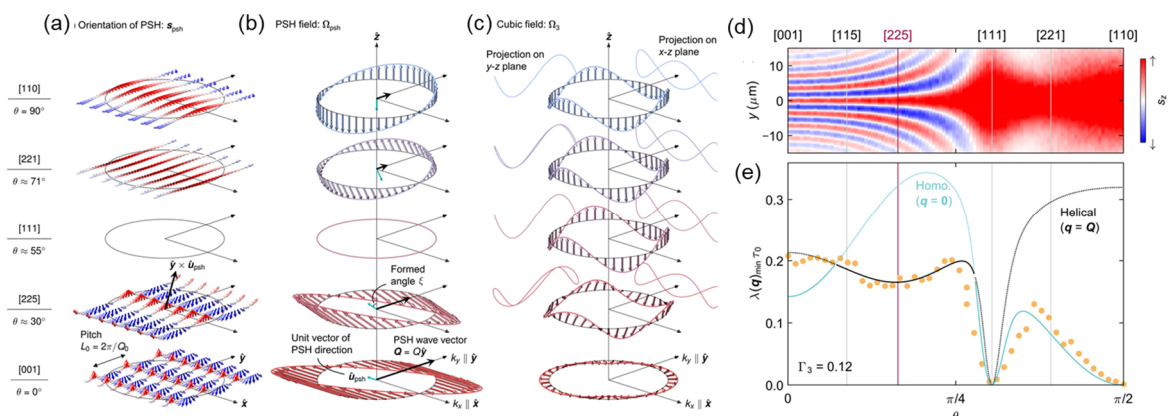 (a) Orientation of PSH: s_psh
[110]
θ = 90°
[221]
θ ≈ 71°
[111]
θ ≈ 55°
[225]
θ ≈ 30°
[001]
θ = 0°
ŷ × û_psh
Pitch
L₀ = 2π/Q₀
ŷ
x̂
(b) PSH field: Ω_psh
ẑ
Formed
angle ξ
Unit vector of
PSH direction
PSH wave vector
Q = Qŷ
û_psh
k_y ∥ ŷ
k_x ∥ x̂
(c) Cubic field: Ω₃
Projection on
y-z plane
Projection on
x-z plane
ẑ
k_y ∥ ŷ
k_x ∥ x̂
(d) [001] [115] [225] [111] [221] [110]
y (μm)
10
0
−10
s_z
(e)
Homo.
(q = 0)
Helical
(q = Q)
λ(q)_min τ₀
0.3
0.2
0.1
0.0
Γ₃ = 0.12
0 π/4 π/2
θ